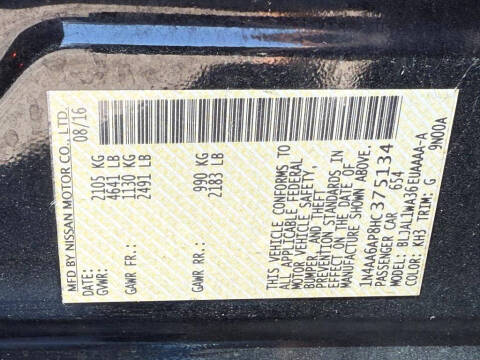 MFD BY NISSAN MOTOR CO., LTD.
08/16
GVWR: 2105 KG
4641 LB
GAWR FR.: 1130 KG
2491 LB
GAWR RR.: 990 KG
2183 LB
THIS VEHICLE CONFORMS TO
ALL APPLICABLE FEDERAL
MOTOR VEHICLE SAFETY,
BUMPER, AND THEFT
PREVENTION STANDARDS IN
EFFECT ON THE DATE OF
MANUFACTURE SHOWN ABOVE.
1N4AA6AP8HC375134
PASSENGER CAR 654
MODEL: BLJALIWA36EUAAAA-A
COLOR: KH3 TRIM: G 9N00A